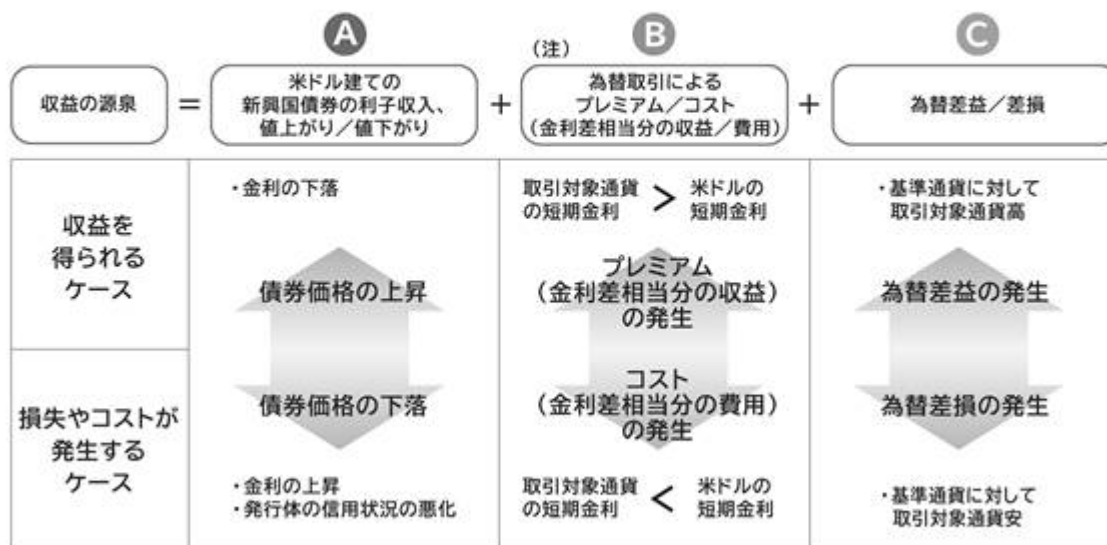 A
(注)
B
C
収益の源泉
=
米ドル建ての
新興国債券の利子収入、
値上がり/値下がり
+
為替取引による
プレミアム/コスト
(金利差相当分の収益/費用)
+
為替差益/差損
収益を
得られる
ケース
・金利の下落
債券価格の上昇
取引対象通貨
の短期金利
>
米ドルの
短期金利
プレミアム
(金利差相当分の収益)
の発生
・基準通貨に対して
取引対象通貨高
為替差益の発生
損失やコストが
発生する
ケース
債券価格の下落
・金利の上昇
・発行体の信用状況の悪化
コスト
(金利差相当分の費用)
の発生
取引対象通貨
の短期金利
<
米ドルの
短期金利
為替差損の発生
・基準通貨に対して
取引対象通貨安